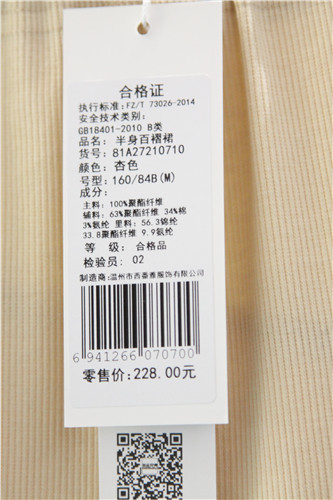 合格证
执行标准:FZ/T 73026-2014
安全技术类别:
GB18401-2010 B类
品名: 半身百褶裙
货号: 81A27210710
颜色: 杏色
号型: 160/84B(M)
成分:
主料: 100%聚酯纤维
辅料: 63%聚酯纤维 34%棉
3%氨纶 里料: 56.3锦纶
33.8聚酯纤维 9.9氨纶
等 级: 合格品
检验员: 02
制造商:温州市西蔷雅服饰有限公司
6 941266 070700
零售价:228.00元